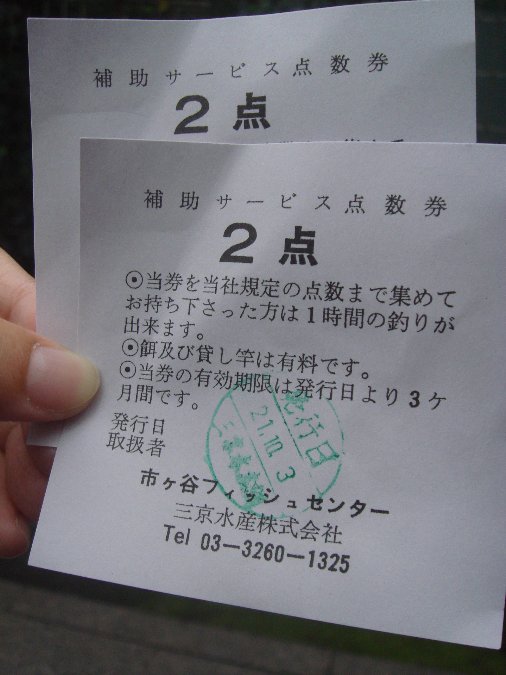 補助サービス点数券
2点
補助サービス点数券
2点
⦿当券を当社規定の点数まで集めて
お持ち下さった方は1時間の釣りが
出来ます。
⦿餌及び貸し竿は有料です。
⦿当券の有効期限は発行日より3ケ
月間です。
発行日
取扱者
発行日
21.10.3
市ヶ谷フィッシュセンター
三京水産株式会社
Tel 03―3260―1325